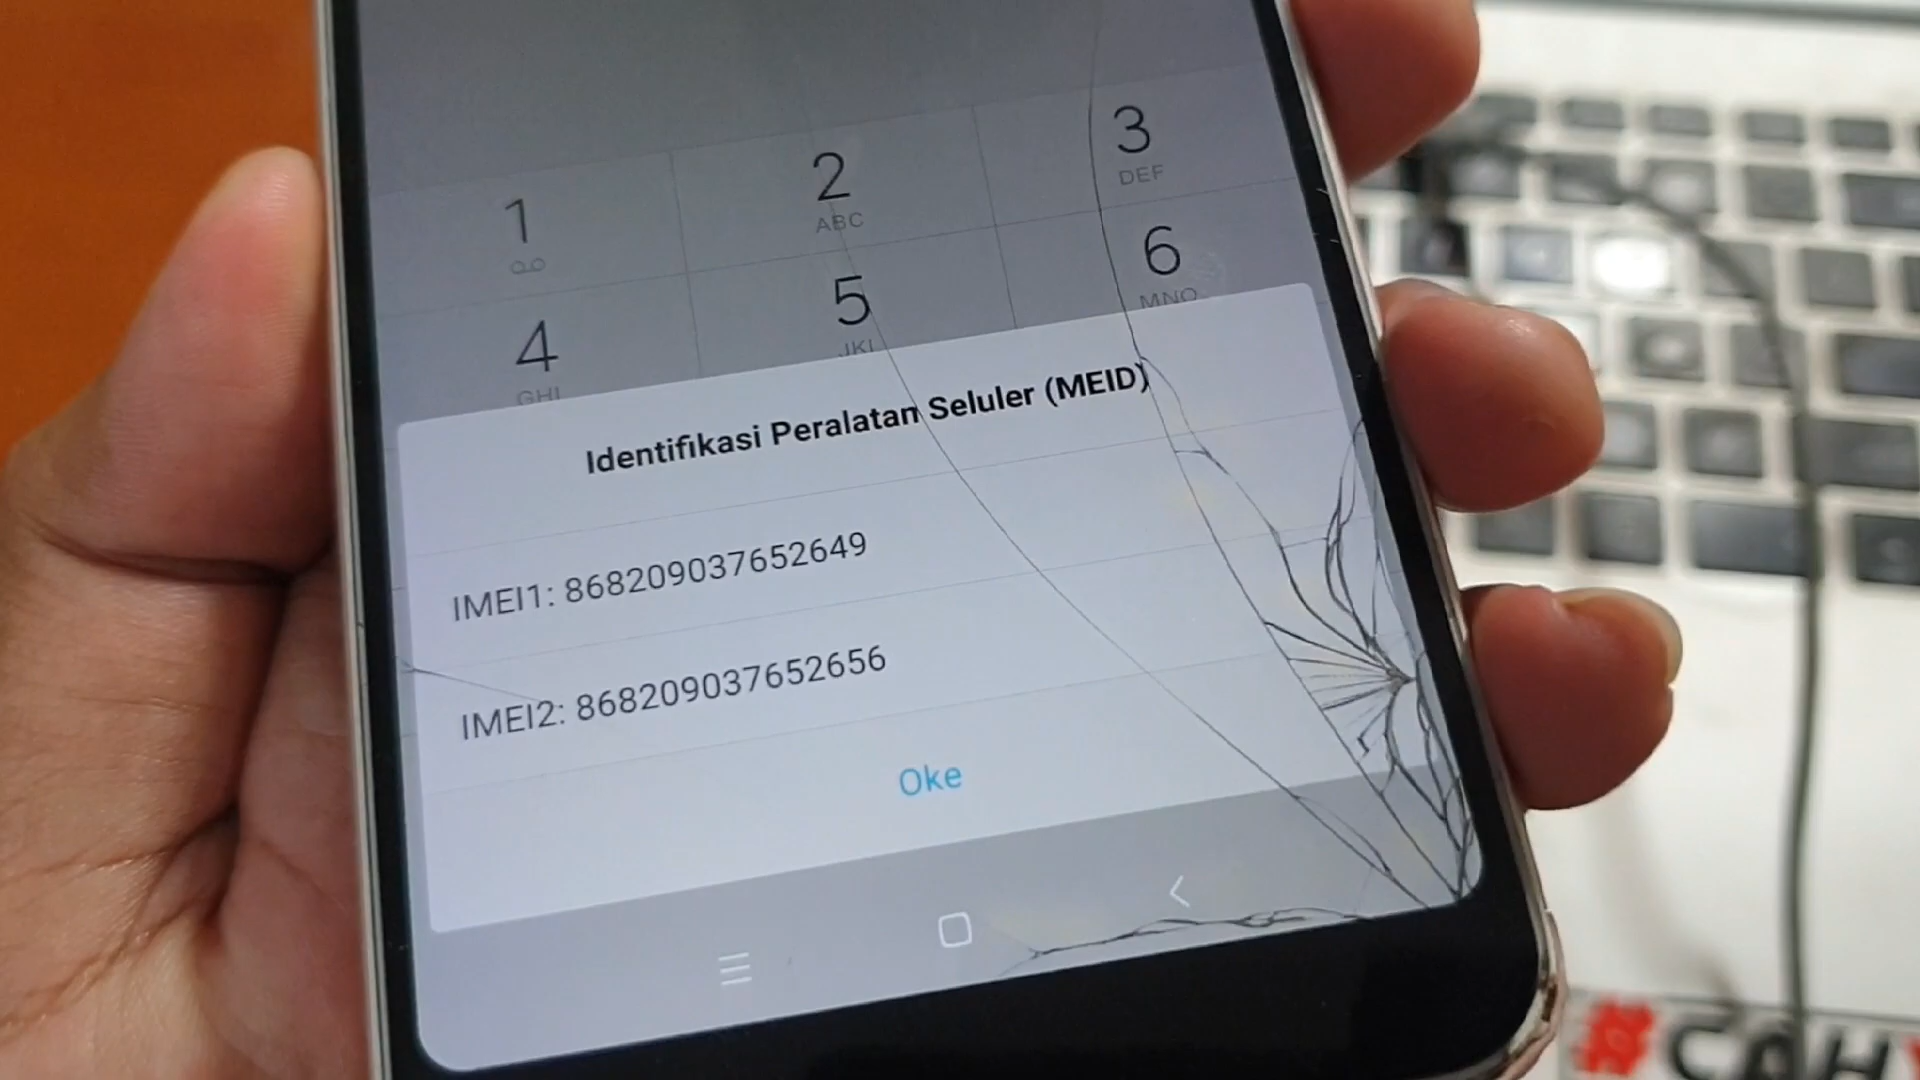 1
2
ABC
3
DEF
4
GHI
5
JKL
6
MNO
Identifikasi Peralatan Seluler (MEID)
IMEI1: 868209037652649
IMEI2: 868209037652656
Oke
#CAHY